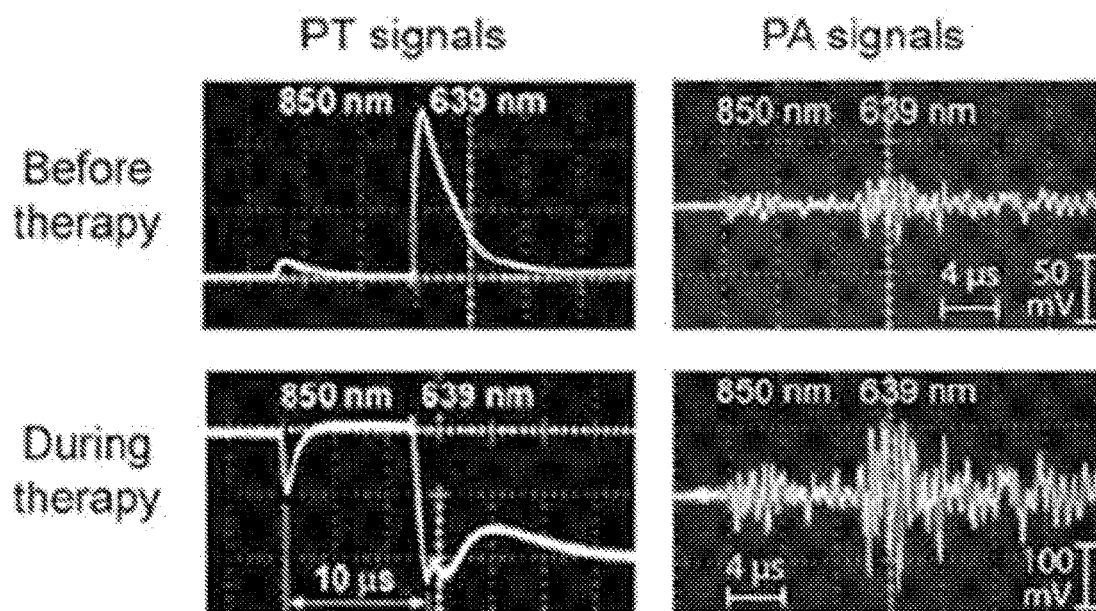 PT signals
PA signals
Before
therapy
850 nm 639 nm
850 nm 639 nm
4 µs
50
mV
During
therapy
850 nm 639 nm
10 µs
850 nm 639 nm
4 µs
100
mV